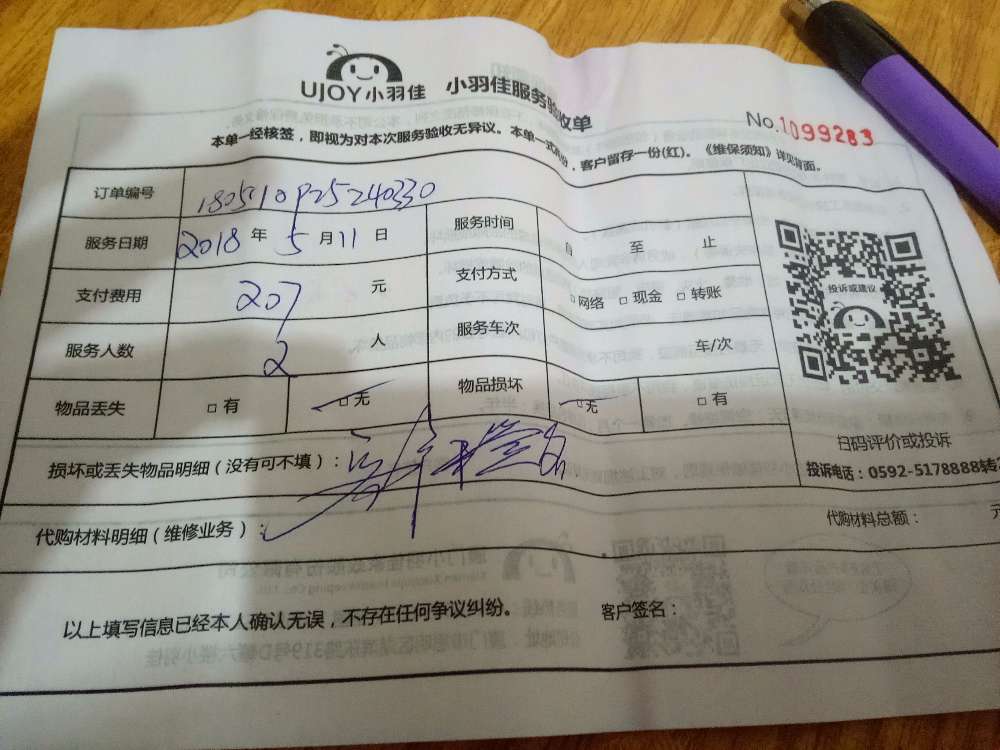 UJOY小羽佳 小羽佳服务验收单
No.1099283
本单一经核签，即视为对本次服务验收无异议。本单一式两份，客户留存一份(红)。《维保须知》详见背面。
订单编号 180510P25240330 服务时间 自 至 止
服务日期 2018 年 5 月 11 日
支付费用 207 元 支付方式 □网络 □现金 □转账
服务人数 2 人 服务车次 车/次
物品丢失 □有 □无 物品损坏 □无 □有
投诉或建议
扫码评价或投诉
投诉电话：0592-5178888转2
损坏或丢失物品明细（没有可不填）：
代购材料明细（维修业务）： 代购材料总额： 元
以上填写信息已经本人确认无误，不存在任何争议纠纷。 客户签名：